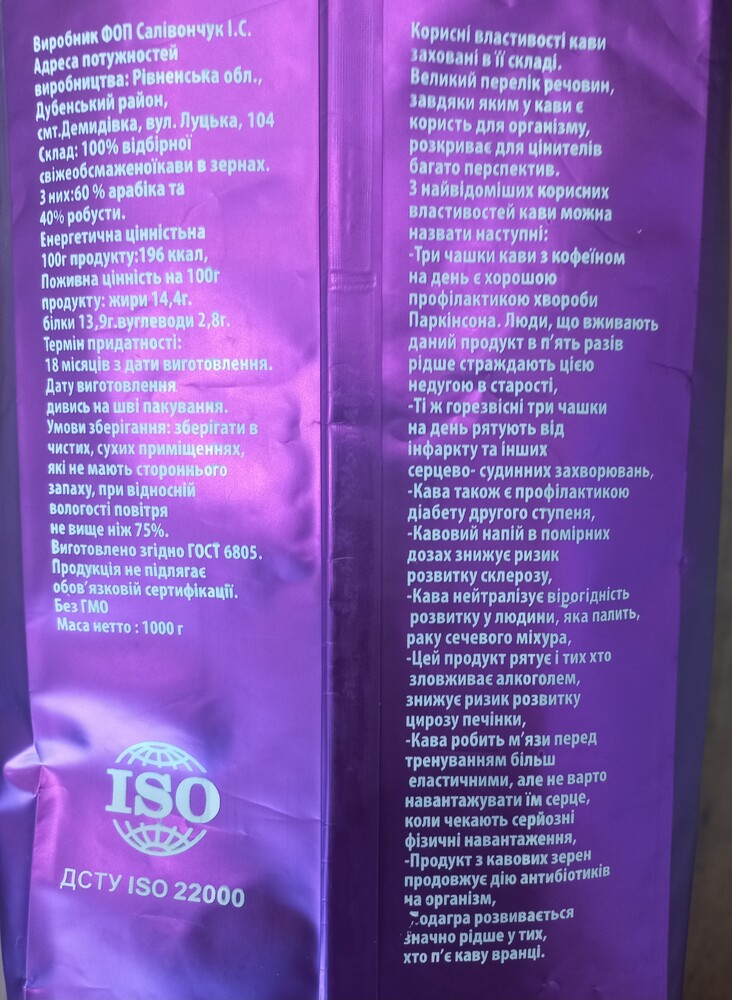 Виробник ФОП Салівончук І.С.
Адреса потужностей
виробництва: Рівненська обл.,
Дубенський район,
смт.Демидівка, вул. Луцька, 104
Склад: 100% відбірної
свіжеобсмаженоїкави в зернах.
З них:60 % арабіка та
40% робусти.
Енергетична цінністьна
100г продукту:196 ккал,
Поживна цінність на 100г
продукту: жири 14,4г.
білки 13,9г.вуглеводи 2,8г.
Термін придатності:
18 місяців з дати виготовлення.
Дату виготовлення
дивись на шві пакування.
Умови зберігання: зберігати в
чистих, сухих приміщеннях,
які не мають стороннього
запаху, при відносній
вологості повітря
не вище ніж 75%.
Виготовлено згідно ГОСТ 6805.
Продукція не підлягає
обов'язковій сертифікації.
Без ГМО
Маса нетто : 1000 г
ISO
ДСТУ ISO 22000
Корисні властивості кави
заховані в її складі.
Великий перелік речовин,
завдяки яким у кави є
користь для організму,
розкриває для цінителів
багато перспектив.
З найвідоміших корисних
властивостей кави можна
назвати наступні:
-Три чашки кави з кофеїном
на день є хорошою
профілактикою хвороби
Паркінсона. Люди, що вживають
даний продукт в п'ять разів
рідше страждають цією
недугою в старості,
-Ті ж горезвісні три чашки
на день рятують від
інфаркту та інших
серцево- судинних захворювань,
-Кава також є профілактикою
діабету другого ступеня,
-Кавовий напій в помірних
дозах знижує ризик
розвитку склерозу,
-Кава нейтралізує вірогідність
розвитку у людини, яка палить,
раку сечевого міхура,
-Цей продукт рятує і тих хто
зловживає алкоголем,
знижує ризик розвитку
цирозу печінки,
-Кава робить м'язи перед
тренуванням більш
еластичними, але не варто
навантажувати їм серце,
коли чекають серйозні
фізичні навантаження,
-Продукт з кавових зерен
продовжує дію антибіотиків
на організм,
-Подагра розвивається
значно рідше у тих,
хто п'є каву вранці.